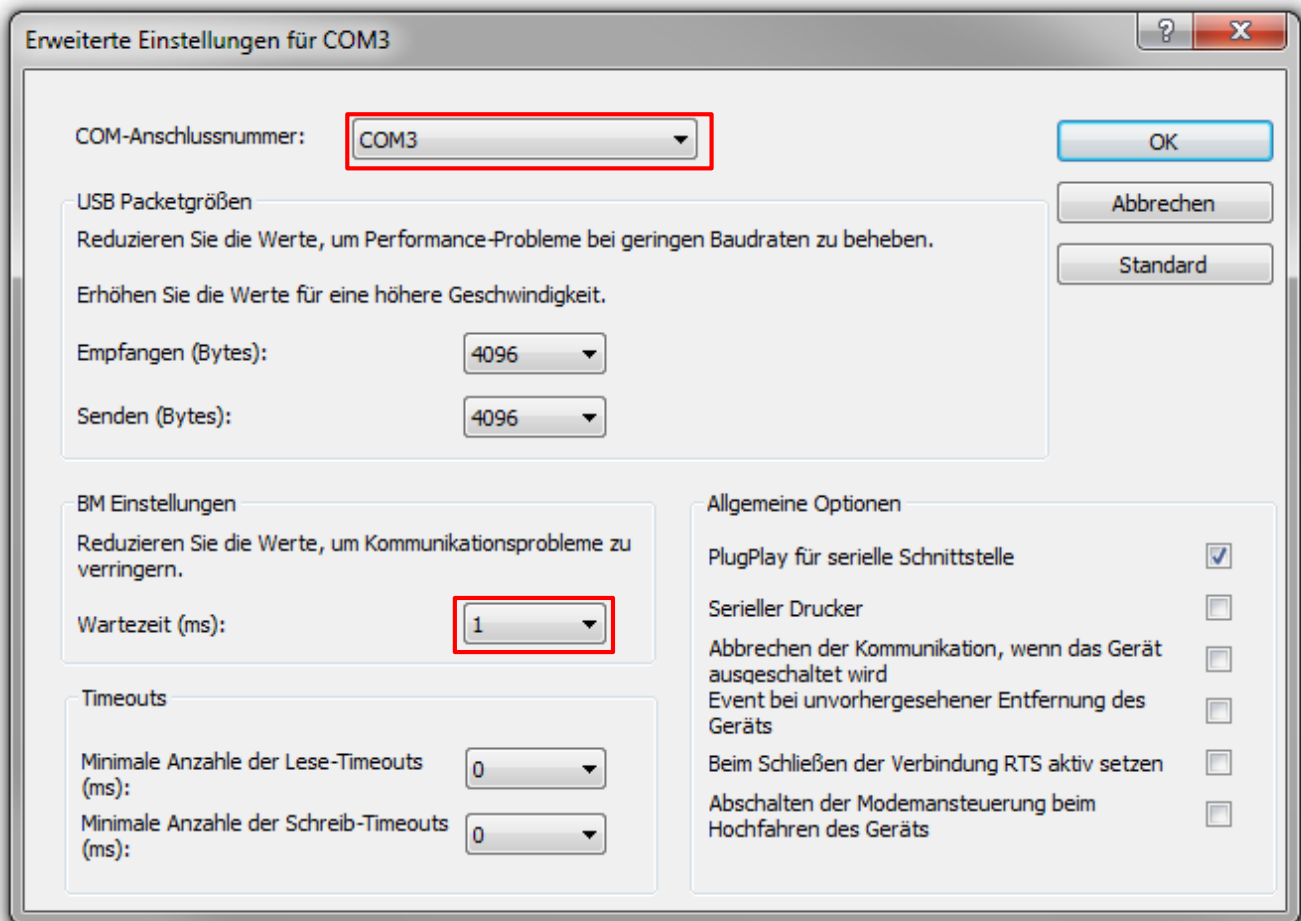 Erweiterte Einstellungen für COM3
?
X
COM-Anschlussnummer:
COM3
OK
USB Packetgrößen
Abbrechen
Reduzieren Sie die Werte, um Performance-Probleme bei geringen Baudraten zu beheben.
Standard
Erhöhen Sie die Werte für eine höhere Geschwindigkeit.
Empfangen (Bytes):
4096
Senden (Bytes):
4096
BM Einstellungen
Reduzieren Sie die Werte, um Kommunikationsprobleme zu
verringern.
Wartezeit (ms):
1
Timeouts
Minimale Anzahle der Lese-Timeouts
(ms):
0
Minimale Anzahle der Schreib-Timeouts
(ms):
0
Allgemeine Optionen
PlugPlay für serielle Schnittstelle
Serieller Drucker
Abbrechen der Kommunikation, wenn das Gerät
ausgeschaltet wird
Event bei unvorhergesehener Entfernung des
Geräts
Beim Schließen der Verbindung RTS aktiv setzen
Abschalten der Modemansteuerung beim
Hochfahren des Geräts